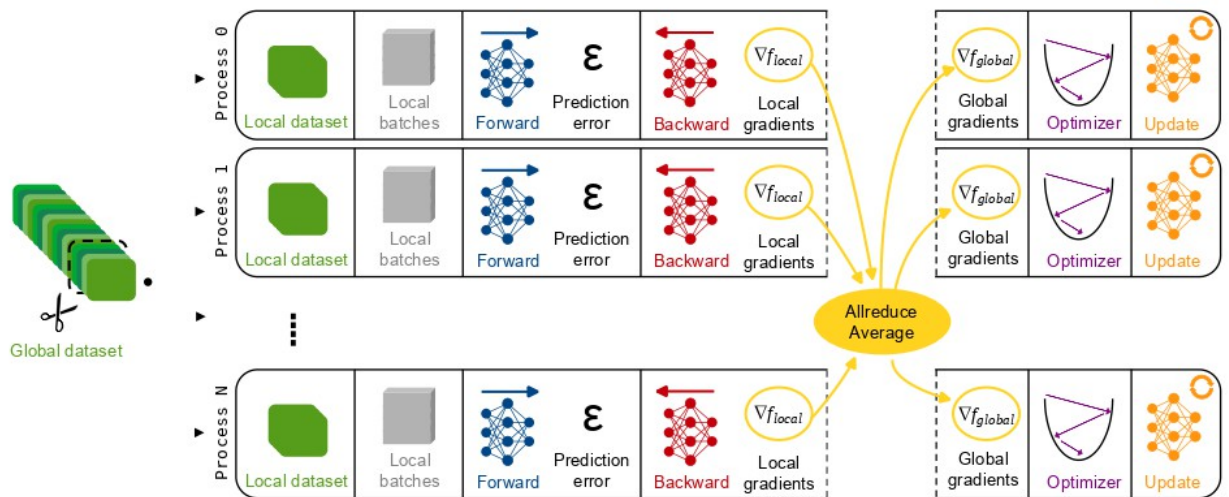 Global dataset
Process 0
Local dataset
Local
batches
Forward
ε
Prediction
error
Backward
∇f_local
Local
gradients
∇f_global
Global
gradients
Optimizer
Update
Process 1
Local dataset
Local
batches
Forward
ε
Prediction
error
Backward
∇f_local
Local
gradients
∇f_global
Global
gradients
Optimizer
Update
Allreduce
Average
Process N
Local dataset
Local
batches
Forward
ε
Prediction
error
Backward
∇f_local
Local
gradients
∇f_global
Global
gradients
Optimizer
Update